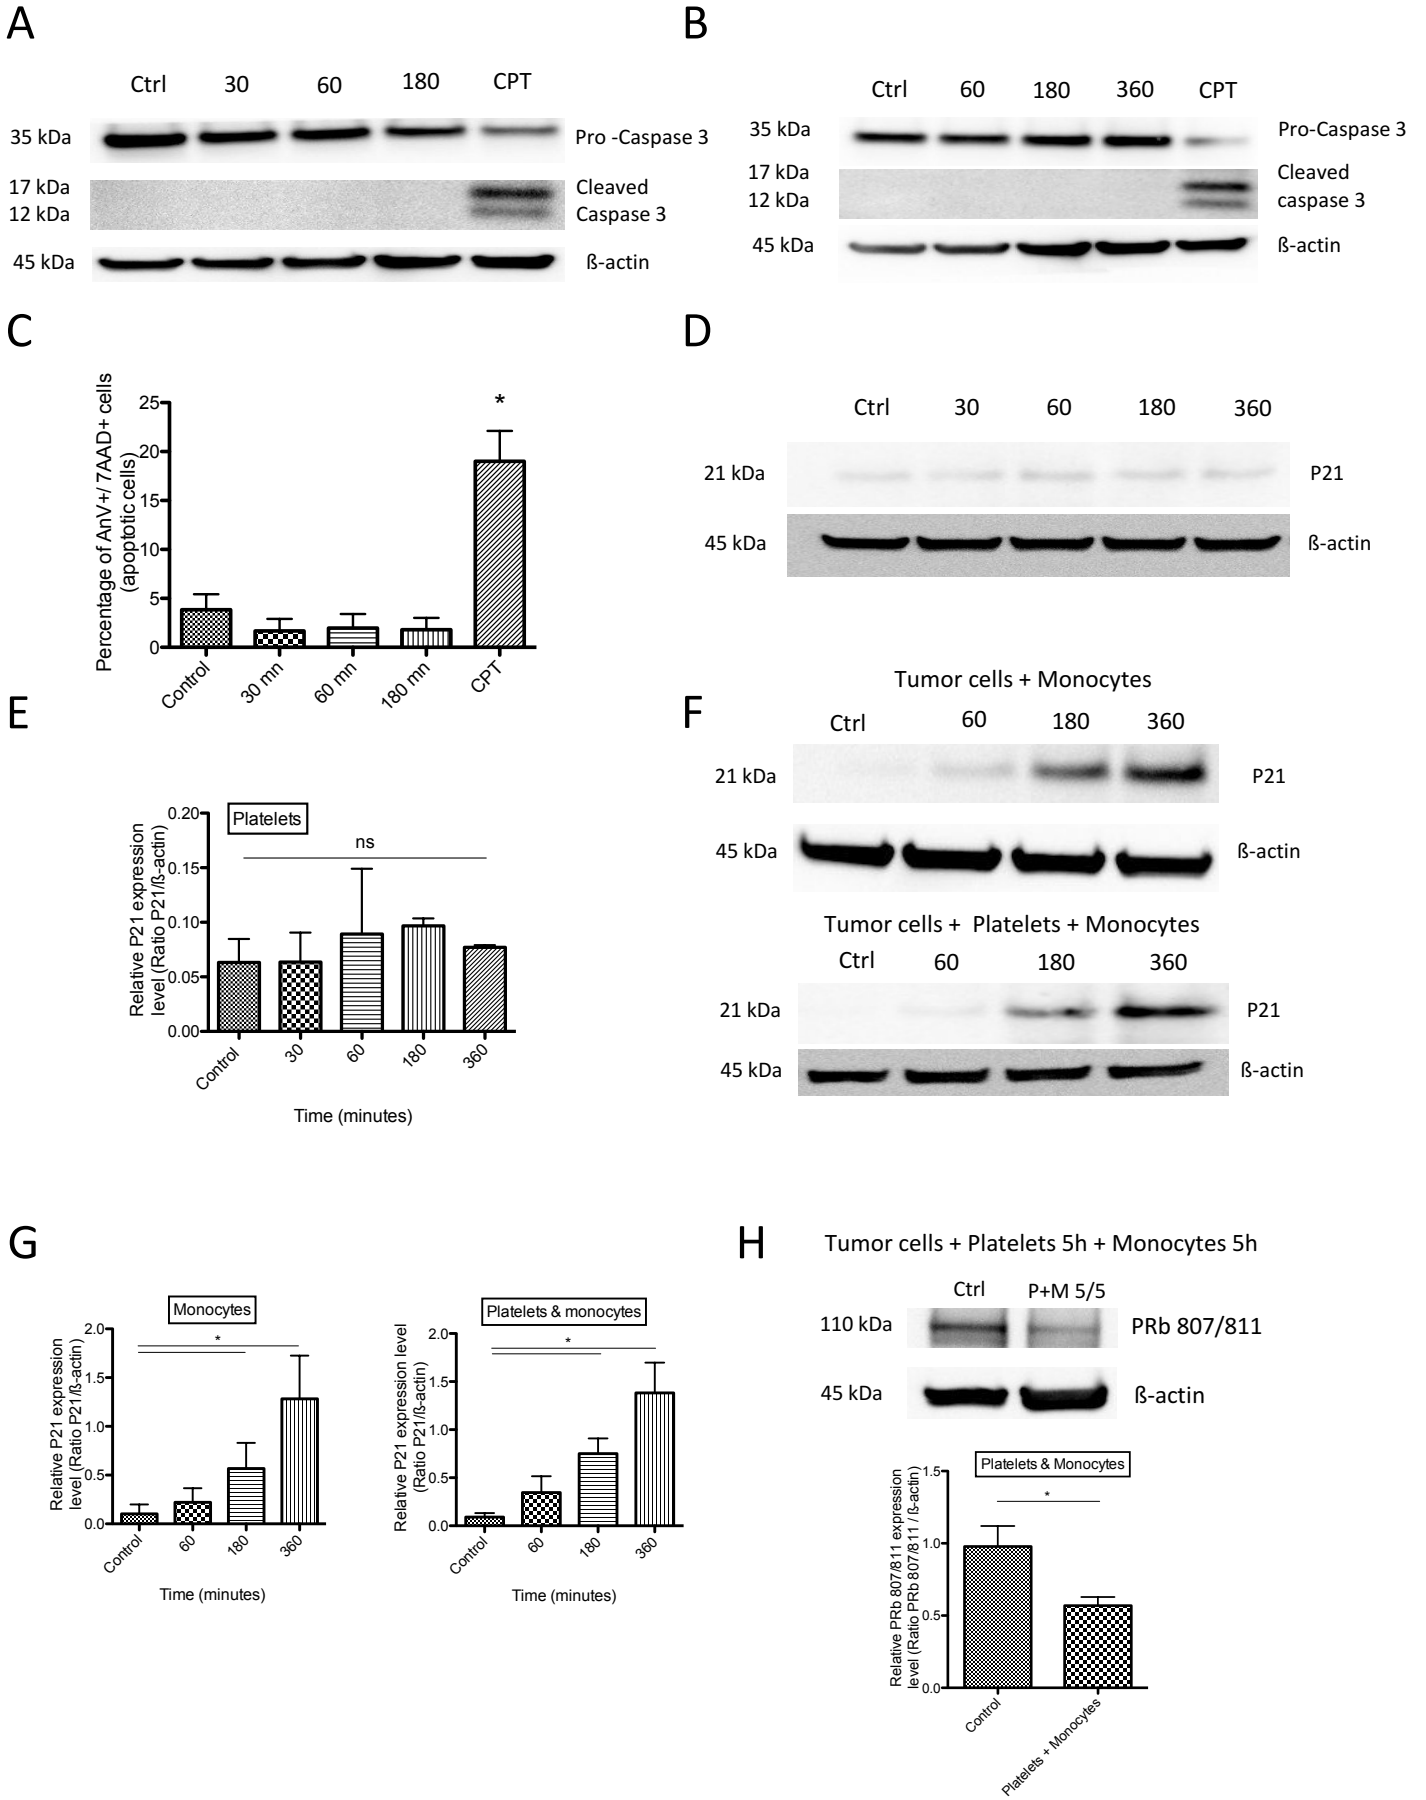 A
Ctrl 30 60 180 CPT
35 kDa Pro -Caspase 3
17 kDa Cleaved
12 kDa Caspase 3
45 kDa ß-actin
B
Ctrl 60 180 360 CPT
35 kDa Pro-Caspase 3
17 kDa Cleaved
12 kDa caspase 3
45 kDa ß-actin
C
Percentage of AnV+/ 7AAD+ cells
(apoptotic cells)
25
20
15
10
5
0
*
Control 30 mn 60 mn 180 mn CPT
D
Ctrl 30 60 180 360
21 kDa P21
45 kDa ß-actin
E
Relative P21 expression
level (Ratio P21/ß-actin)
0.20
0.15
0.10
0.05
0.00
Platelets
ns
Control 30 60 180 360
Time (minutes)
F
Tumor cells + Monocytes
Ctrl 60 180 360
21 kDa P21
45 kDa ß-actin
Tumor cells + Platelets + Monocytes
Ctrl 60 180 360
21 kDa P21
45 kDa ß-actin
G
Monocytes
Relative P21 expression
level (Ratio P21/ß-actin)
2.0
1.5
1.0
0.5
0.0
*
Control 60 180 360
Time (minutes)
Platelets & monocytes
Relative P21 expression level
(Ratio P21/ß-actin)
2.0
1.5
1.0
0.5
0.0
*
Control 60 180 360
Time (minutes)
H
Tumor cells + Platelets 5h + Monocytes 5h
Ctrl P+M 5/5
110 kDa PRb 807/811
45 kDa ß-actin
Platelets & Monocytes
Relative PRb 807/811 expression
level (Ratio PRb 807/811 / ß-actin)
1.5
1.0
0.5
0.0
*
Control Platelets + Monocytes